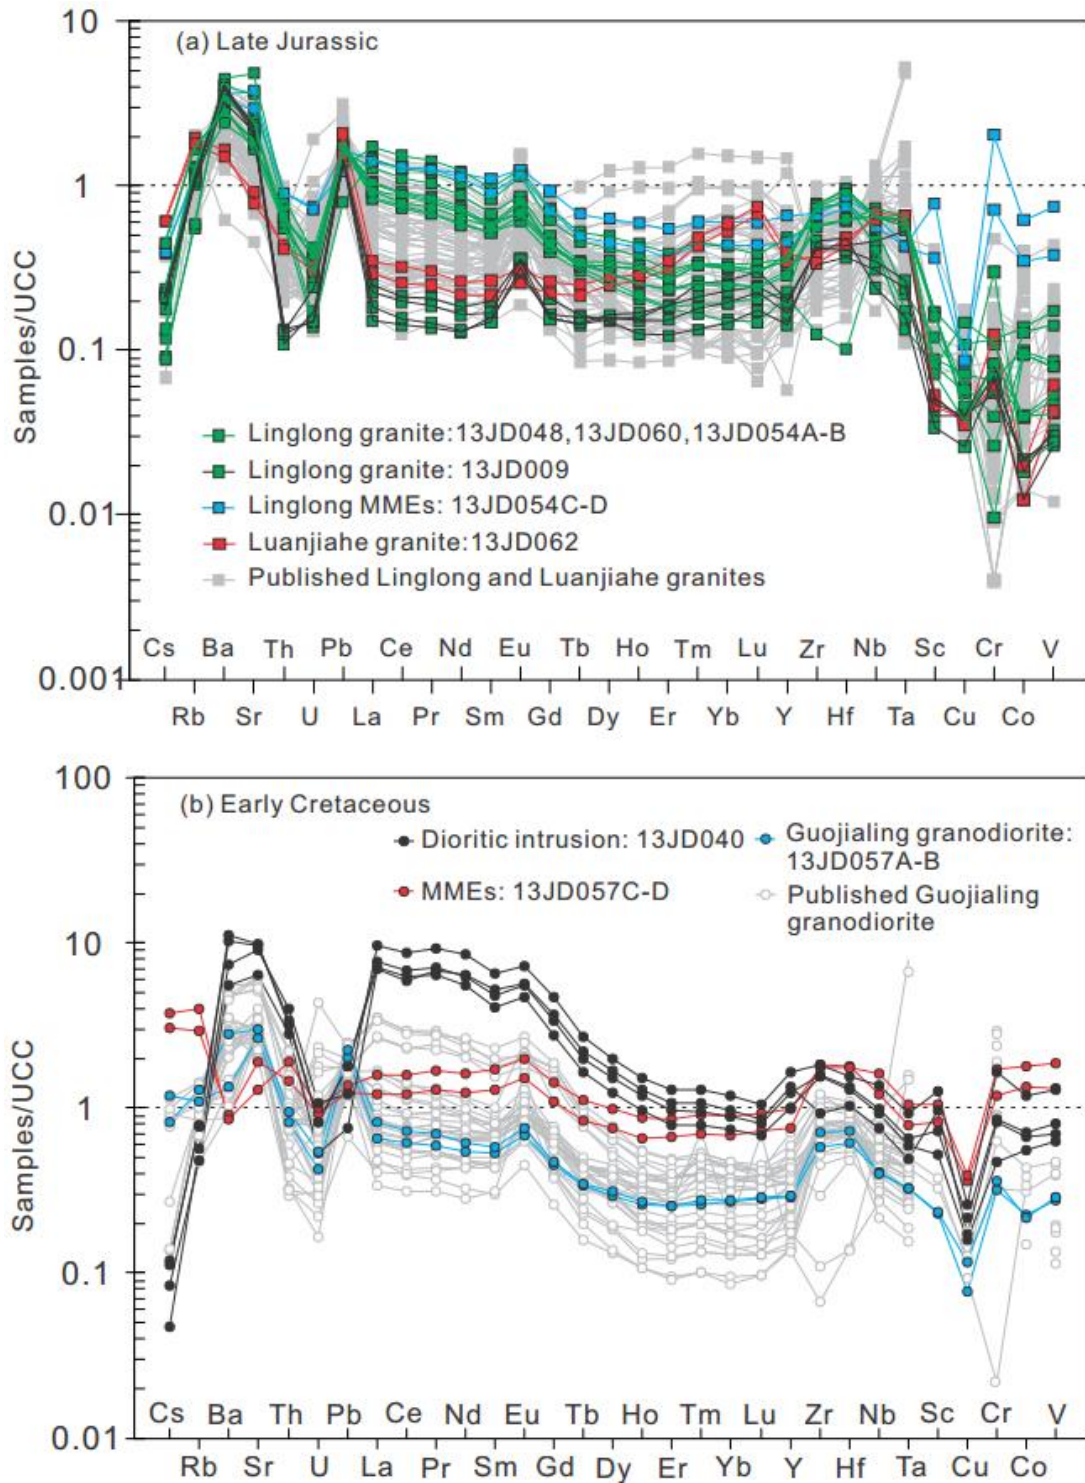 10
(a) Late Jurassic
1
Samples/UCC
0.1
Linglong granite:13JD048,13JD060,13JD054A-B
Linglong granite: 13JD009
0.01
Linglong MMEs: 13JD054C-D
Luanjiahe granite:13JD062
Published Linglong and Luanjiahe granites
Cs Ba Th Pb Ce Nd Eu Tb Ho Tm Lu Zr Nb Sc Cr V
0.001
Rb Sr U La Pr Sm Gd Dy Er Yb Y Hf Ta Cu Co
100
(b) Early Cretaceous
Dioritic intrusion: 13JD040
Guojialing granodiorite:
13JD057A-B
MMEs: 13JD057C-D
Published Guojialing
granodiorite
10
Samples/UCC
1
0.1
Cs Ba Th Pb Ce Nd Eu Tb Ho Tm Lu Zr Nb Sc Cr V
0.01
Rb Sr U La Pr Sm Gd Dy Er Yb Y Hf Ta Cu Co